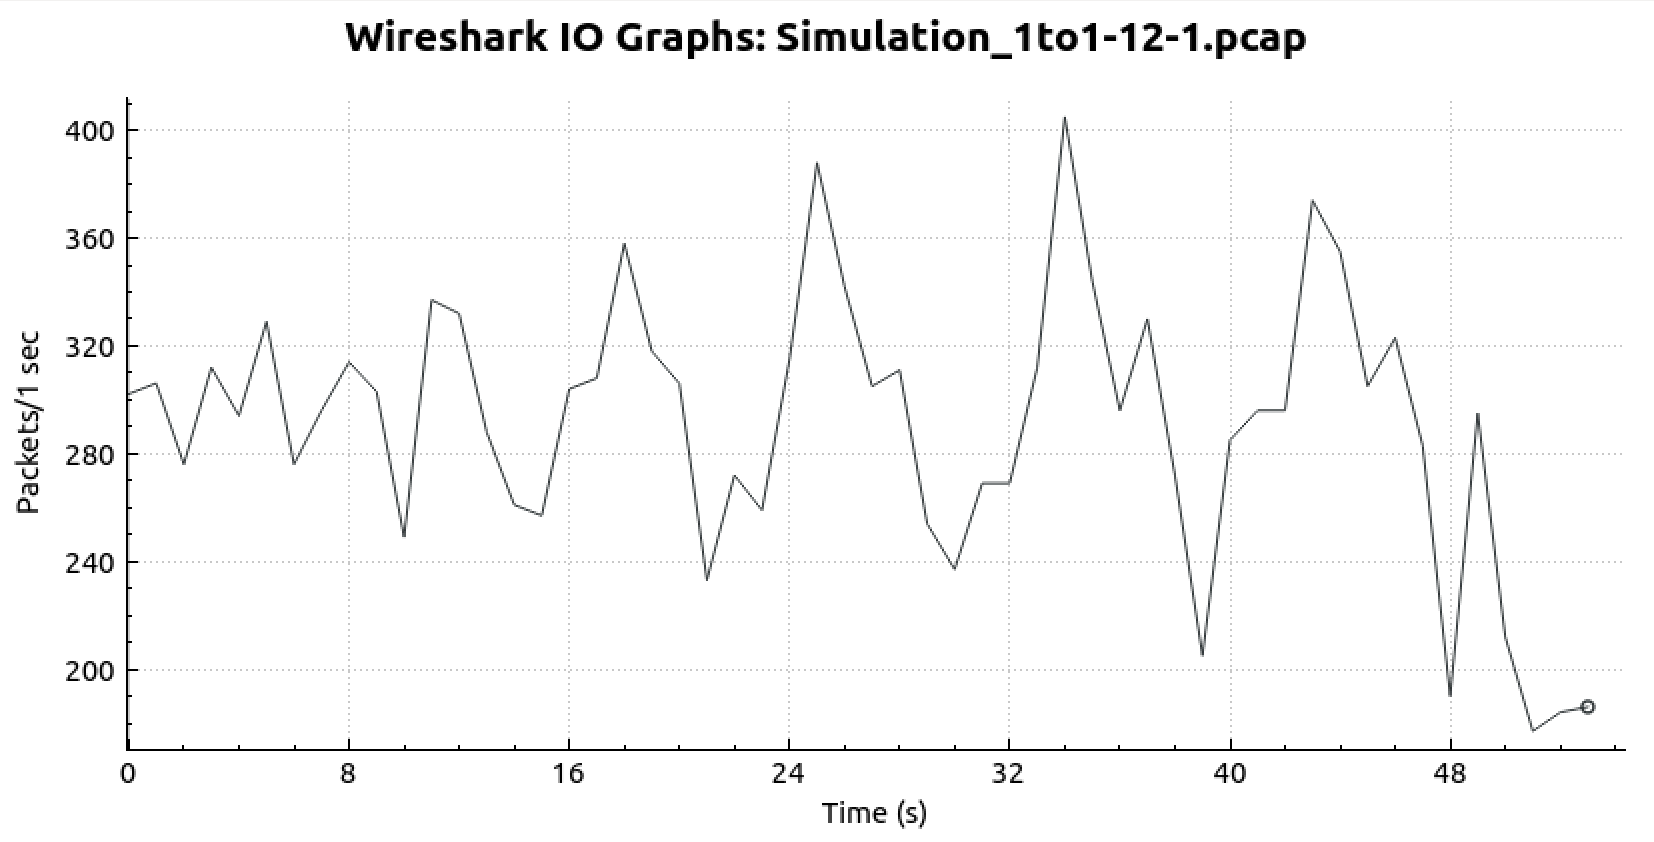 Wireshark IO Graphs: Simulation_1to1-12-1.pcap
Packets/1 sec
400
360
320
280
240
200
0 8 16 24 32 40 48
Time (s)